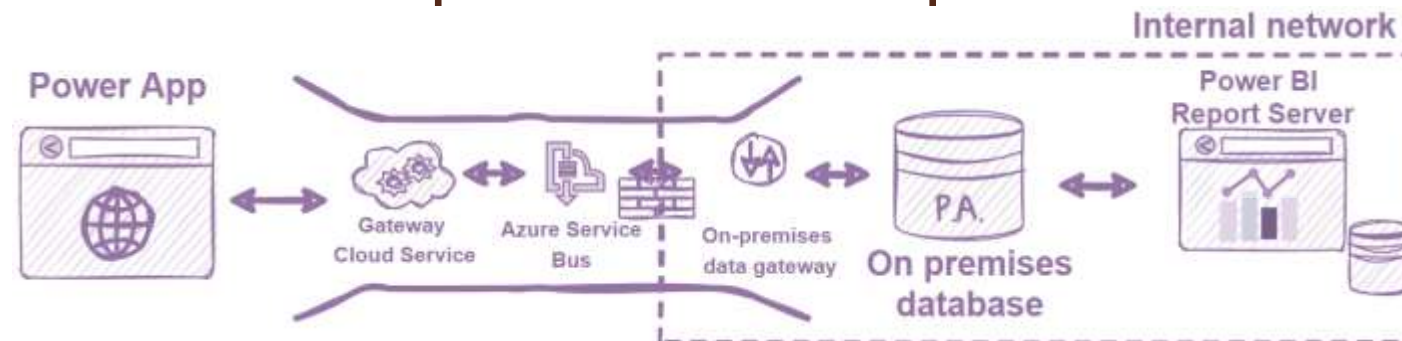 Internal network
Power App
Power BI
Report Server
P.A.
Gateway
Cloud Service
Azure Service
Bus
On-premises
data gateway
On premises
database